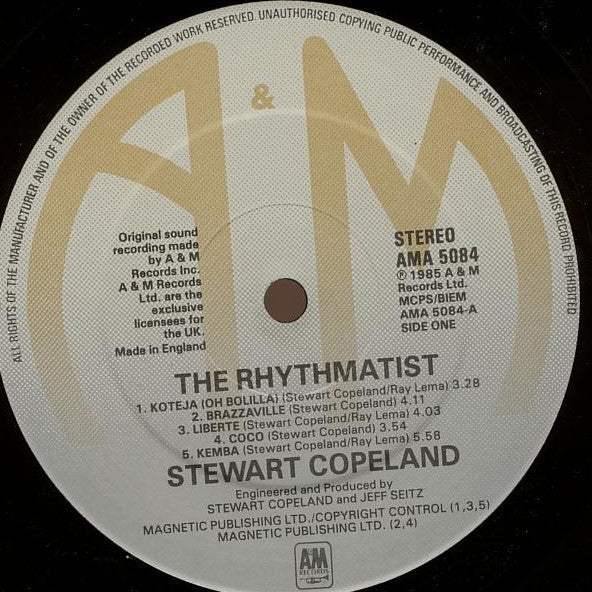 ALL RIGHTS OF THE MANUFACTURER AND OF THE OWNER OF THE RECORDED WORK RESERVED. UNAUTHORISED COPYING PUBLIC PERFORMANCE AND BROADCASTING OF THIS RECORD PROHIBITED
A & M
Original sound
recording made
by A & M
Records Inc.
A & M Records
Ltd. are the
exclusive
licensees for
the UK.
Made in England
STEREO
AMA 5084
℗ 1985 A & M
Records Ltd.
MCPS/BIEM
AMA 5084-A
SIDE ONE
THE RHYTHMATIST
1. KOTEJA (OH BOLILLA) (Stewart Copeland/Ray Lema) 3.28
2. BRAZZAVILLE (Stewart Copeland) 4.11
3. LIBERTE (Stewart Copeland/Ray Lema) 4.03
4. COCO (Stewart Copeland) 3.54
5. KEMBA (Stewart Copeland/Ray Lema) 5.58
STEWART COPELAND
Engineered and Produced by
STEWART COPELAND and JEFF SEITZ
MAGNETIC PUBLISHING LTD./COPYRIGHT CONTROL (1,3,5)
MAGNETIC PUBLISHING LTD. (2,4)
AM
RECORDS